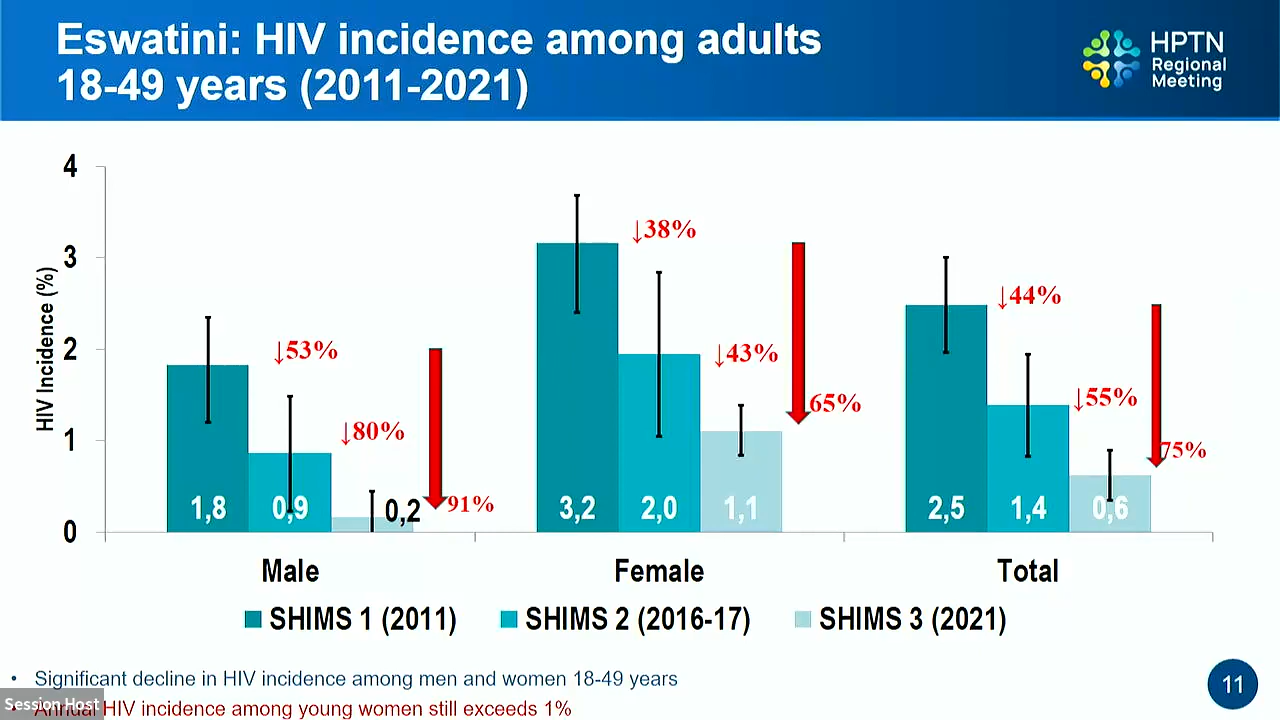 Eswatini: HIV incidence among adults
18-49 years (2011-2021)
HPTN
Regional
Meeting
HIV Incidence (%)
4
3
2
1
0
↓53%
↓80%
91%
1,8
0,9
0,2
↓38%
↓43%
65%
3,2
2,0
1,1
↓44%
↓55%
75%
2,5
1,4
0,6
Male
Female
Total
SHIMS 1 (2011)
SHIMS 2 (2016-17)
SHIMS 3 (2021)
• Significant decline in HIV incidence among men and women 18-49 years
• Annual HIV incidence among young women still exceeds 1%
Session Host
11